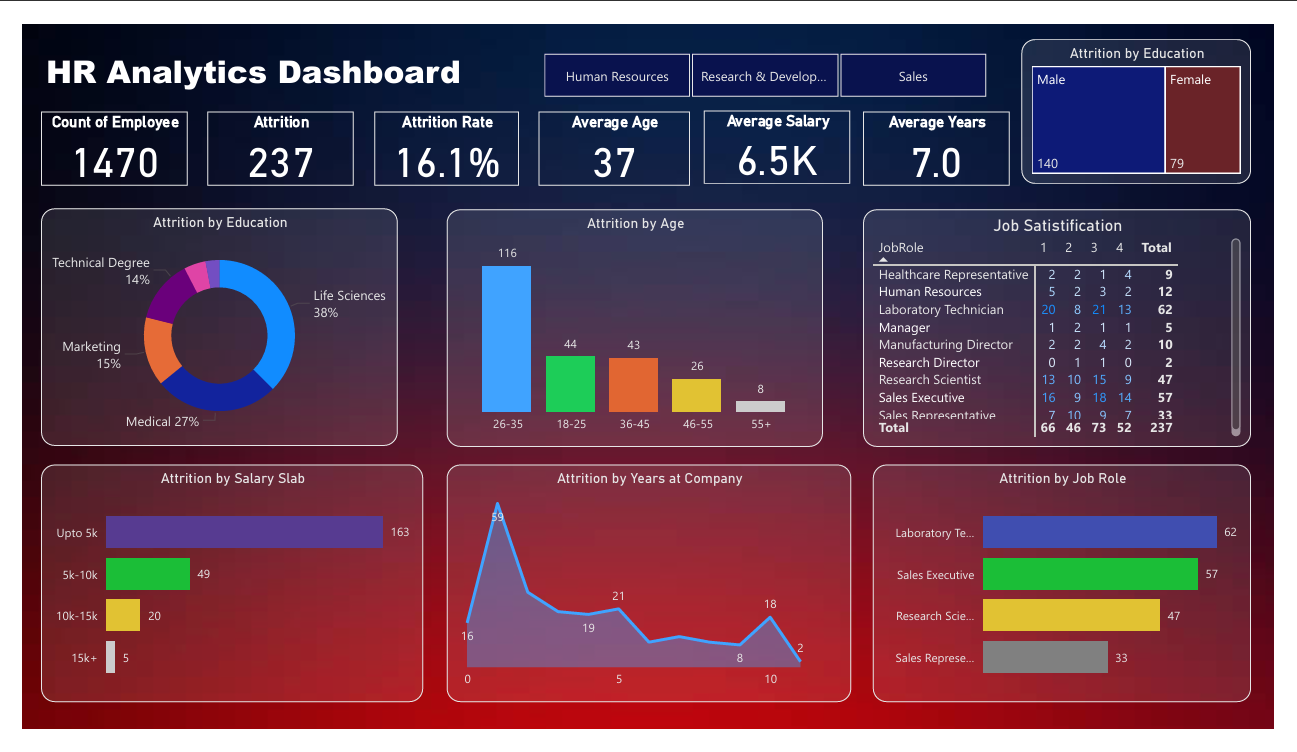 HR Analytics Dashboard
Human Resources
Research & Develop...
Sales
Attrition by Education
Male
Female
140
79
Count of Employee
1470
Attrition
237
Attrition Rate
16.1%
Average Age
37
Average Salary
6.5K
Average Years
7.0
Attrition by Education
Technical Degree
14%
Life Sciences
38%
Marketing
15%
Medical 27%
Attrition by Age
116
44
43
26
8
26-35 18-25 36-45 46-55 55+
Job Satistification
JobRole 1 2 3 4 Total
Healthcare Representative 2 2 1 4 9
Human Resources 5 2 3 2 12
Laboratory Technician 20 8 21 13 62
Manager 1 2 1 1 5
Manufacturing Director 2 2 4 2 10
Research Director 0 1 1 0 2
Research Scientist 13 10 15 9 47
Sales Executive 16 9 18 14 57
Sales Representative 7 10 9 7 33
Total 66 46 73 52 237
Attrition by Salary Slab
Upto 5k 163
5k-10k 49
10k-15k 20
15k+ 5
Attrition by Years at Company
59
16
19
21
8
18
2
0 5 10
Attrition by Job Role
Laboratory Te... 62
Sales Executive 57
Research Scie... 47
Sales Represe... 33